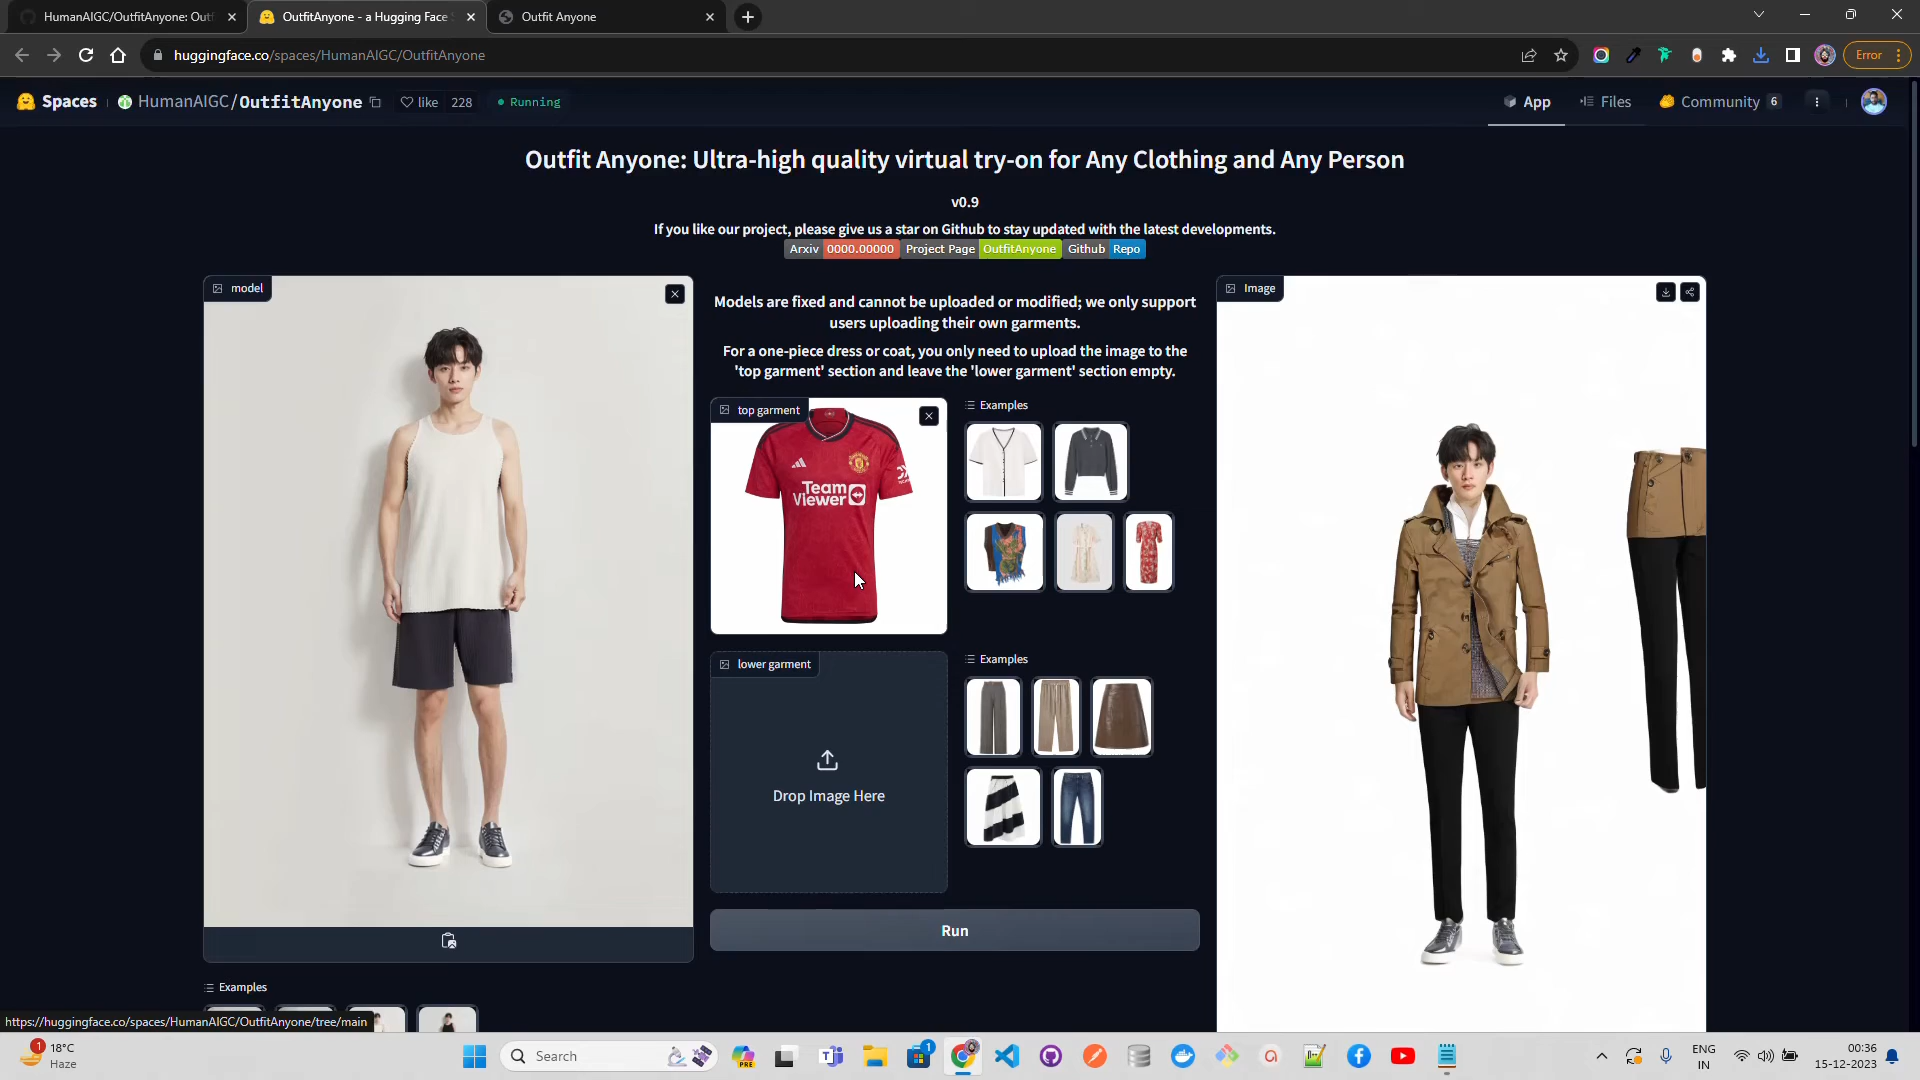 HumanAIGC/OutfitAnyone: Out
OutfitAnyone - a Hugging Face S
Outfit Anyone
huggingface.co/spaces/HumanAIGC/OutfitAnyone
Error
Spaces
HumanAIGC/OutfitAnyone
like 228
Running
App
Files
Community 6
Outfit Anyone: Ultra-high quality virtual try-on for Any Clothing and Any Person
v0.9
If you like our project, please give us a star on Github to stay updated with the latest developments.
Arxiv 0000.00000 Project Page OutfitAnyone Github Repo
model
Models are fixed and cannot be uploaded or modified; we only support
users uploading their own garments.
For a one-piece dress or coat, you only need to upload the image to the
'top garment' section and leave the 'lower garment' section empty.
top garment
Team
Viewer
Examples
lower garment
Drop Image Here
Examples
Run
Image
Examples
https://huggingface.co/spaces/HumanAIGC/OutfitAnyone/tree/main
1
18°C
Haze
Search
PRE
1
ENG
IN
00:36
15-12-2023